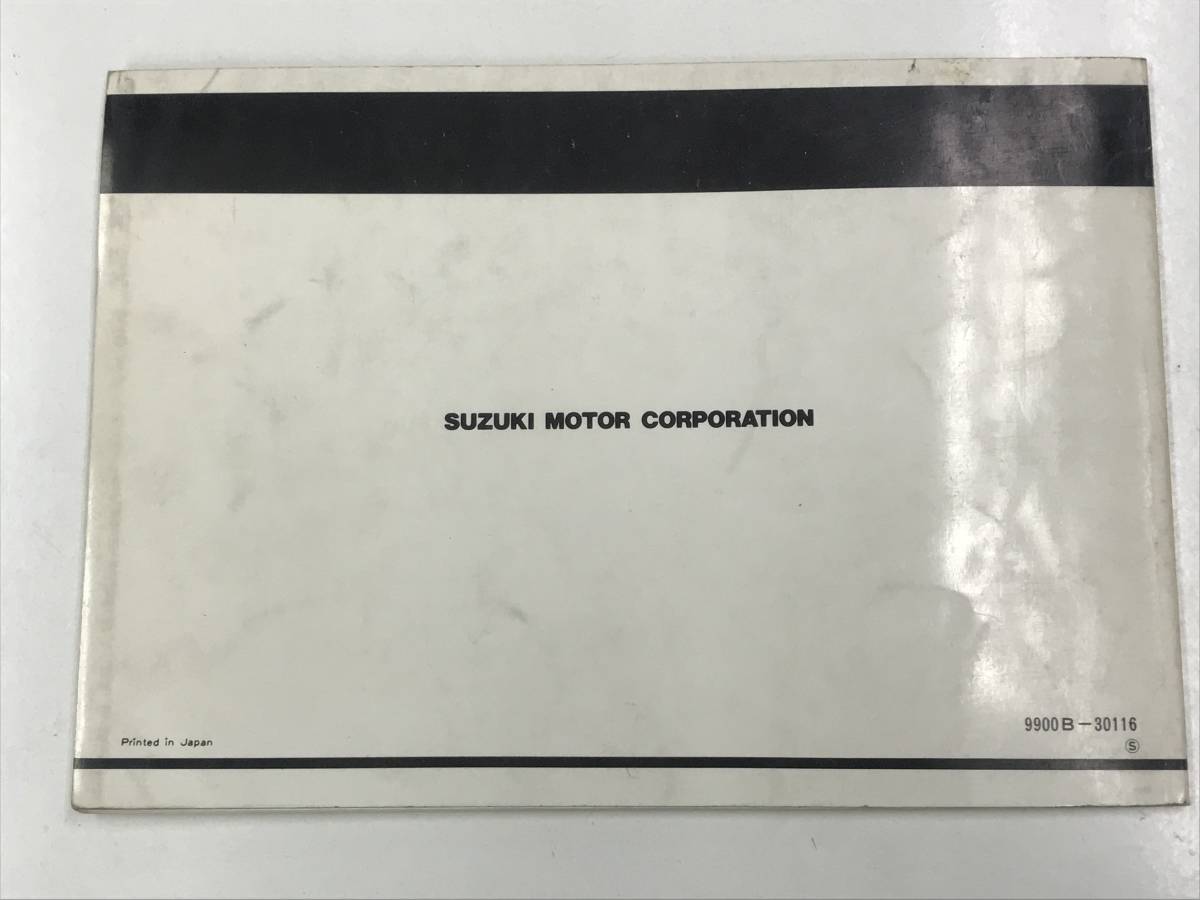 SUZUKI MOTOR CORPORATION
Printed in Japan
9900B-30116
Ⓢ